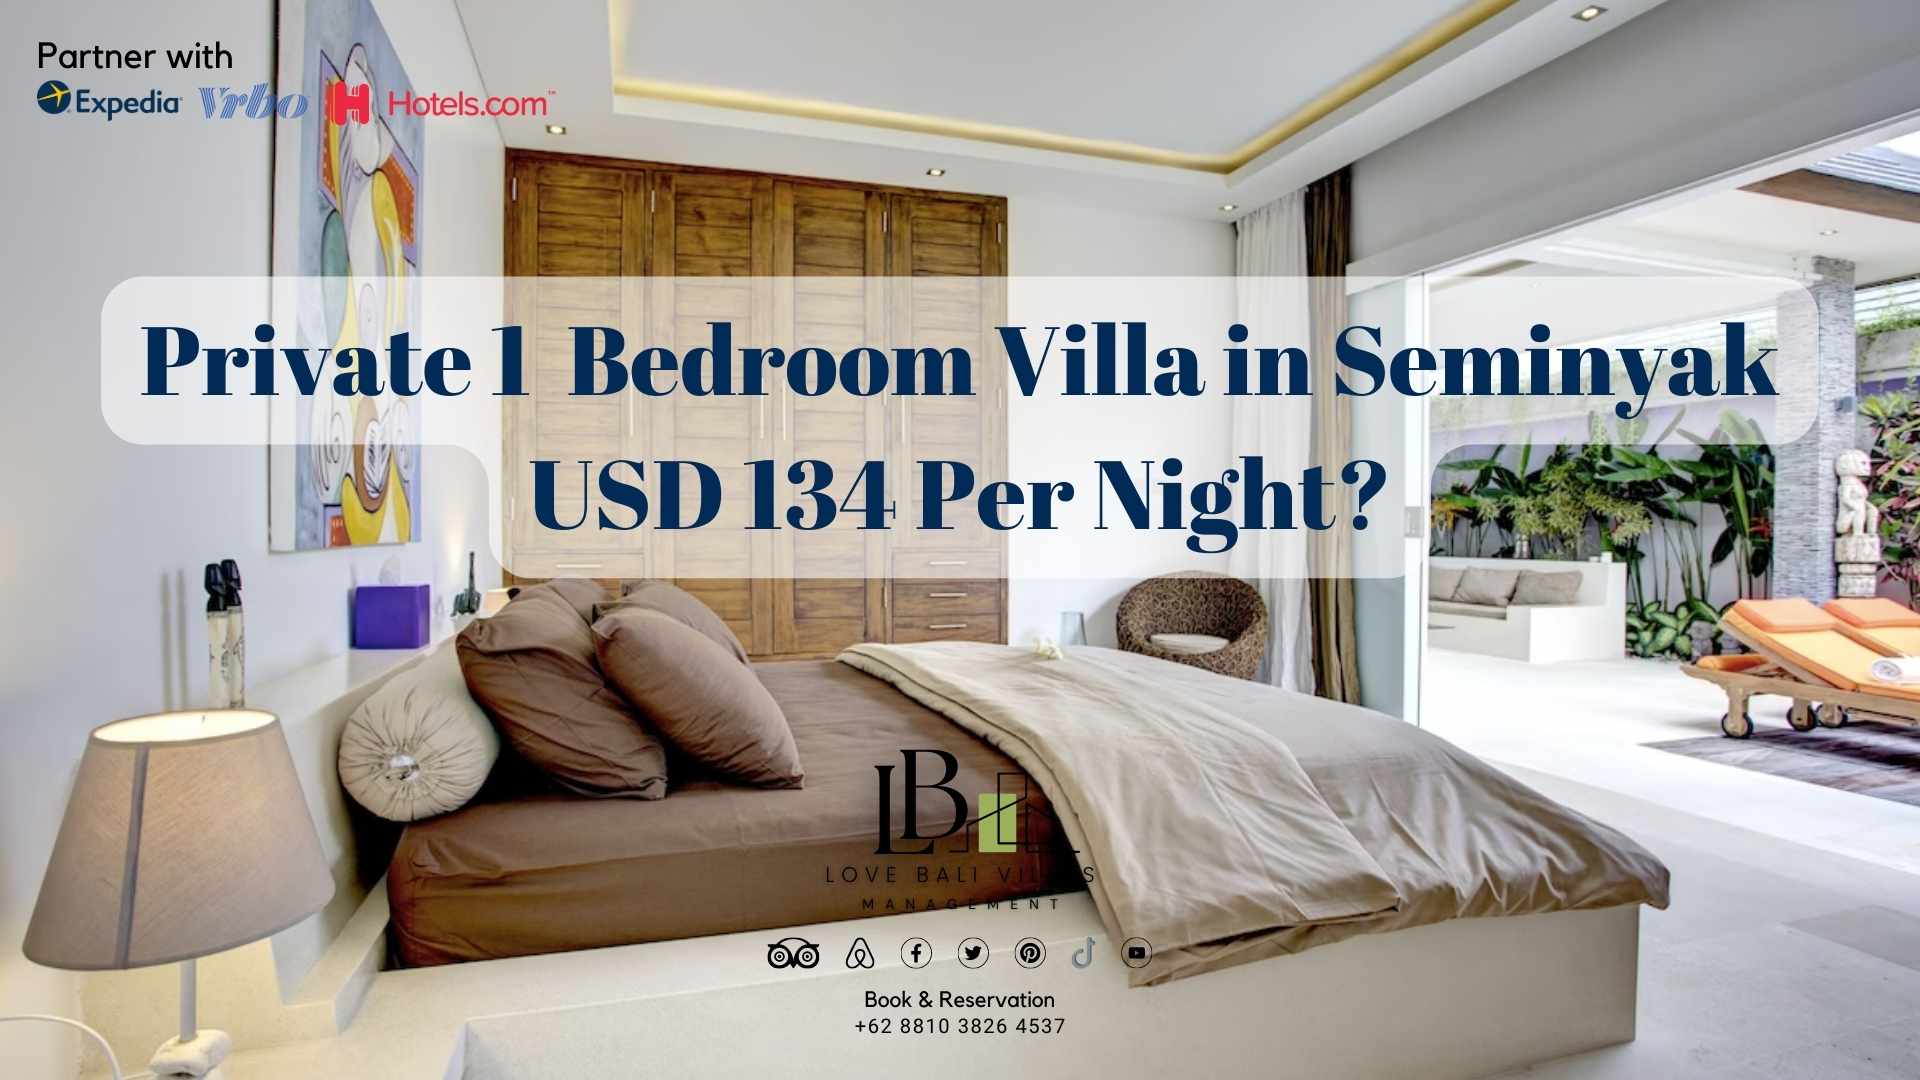 Partner with
Expedia Vrbo Hotels.com™
Private 1 Bedroom Villa in Seminyak
USD 134 Per Night?
LB
LOVE BALI VILLAS
MANAGEMENT
Book & Reservation
+62 8810 3826 4537